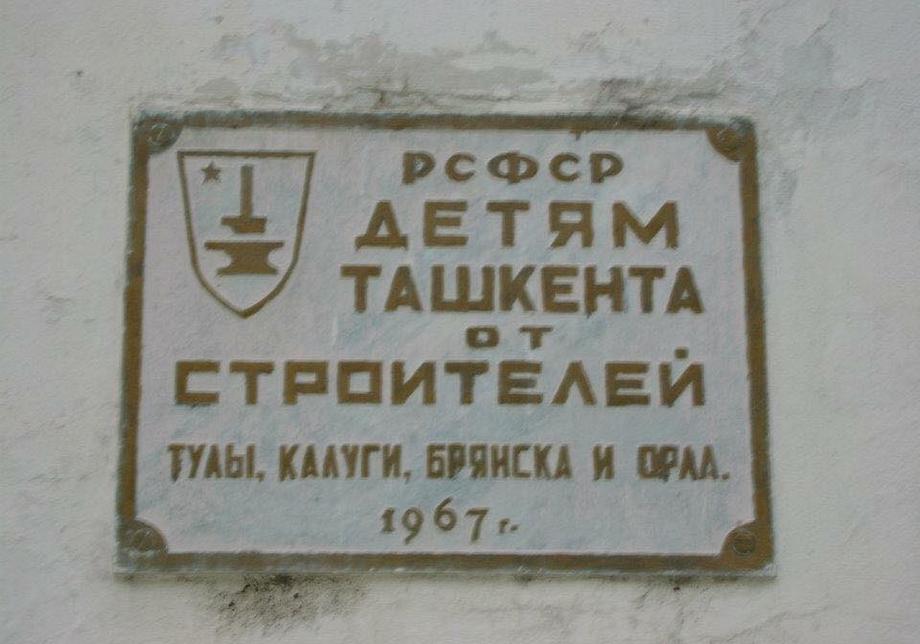 РСФСР
ДЕТЯМ
ТАШКЕНТА
ОТ
СТРОИТЕЛЕЙ
ТУЛЫ, КАЛУГИ, БРЯНСКА И ОРЛА.
1967 г.